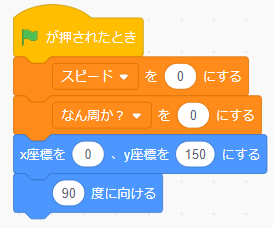 が押されたとき
スピード を 0 にする
なん周か？ を 0 にする
x座標を 0 、y座標を 150 にする
90 度に向ける